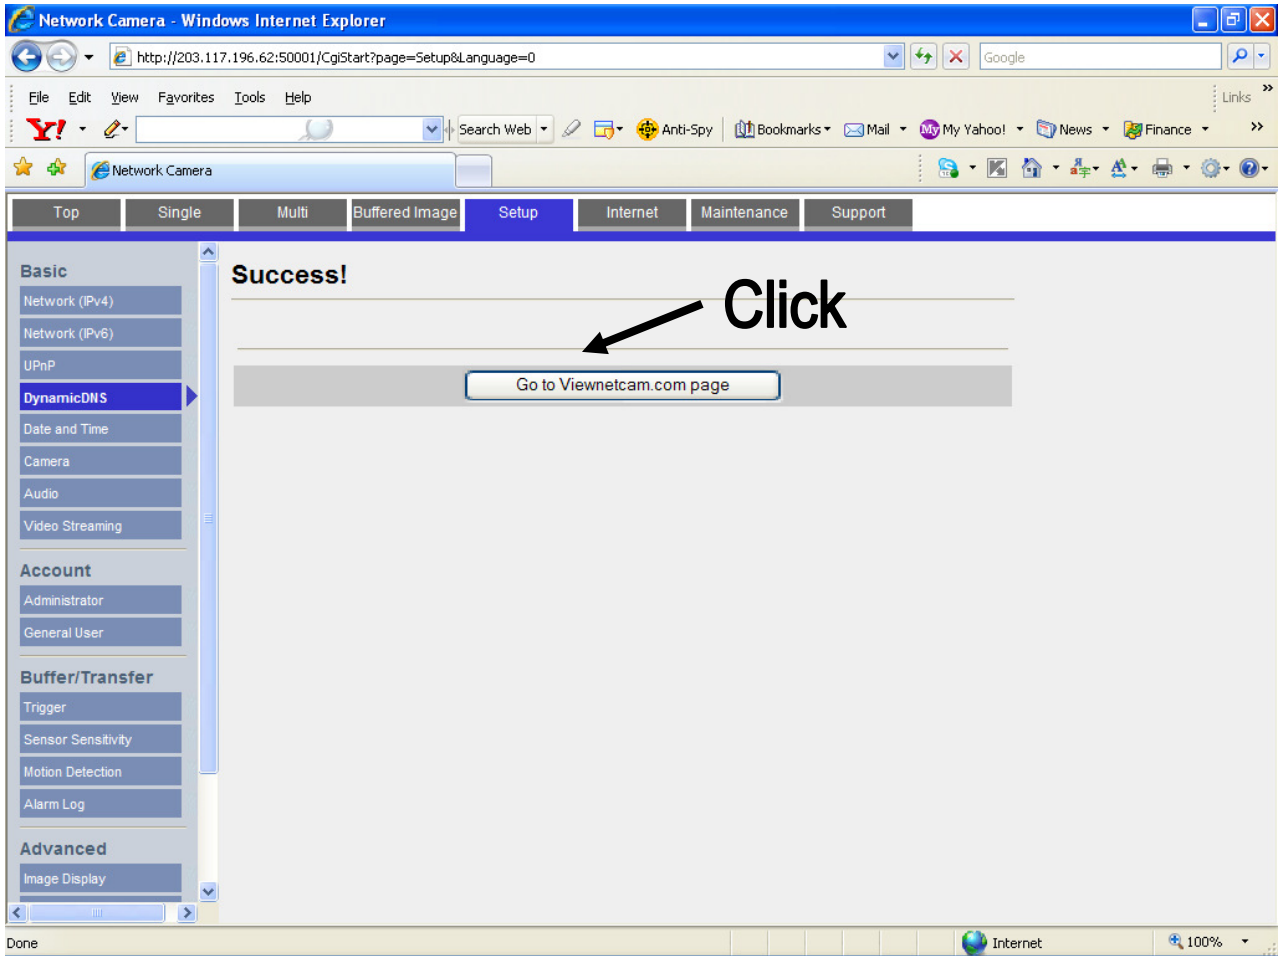 Network Camera - Windows Internet Explorer
http://203.117.196.62:50001/CgiStart?page=Setup&Language=0
Google
File Edit View Favorites Tools Help
Links »
Y! Search Web Anti-Spy Bookmarks Mail My My Yahoo! News Finance »
Network Camera
Top Single Multi Buffered Image Setup Internet Maintenance Support
Basic
Network (IPv4)
Network (IPv6)
UPnP
DynamicDNS
Date and Time
Camera
Audio
Video Streaming
Account
Administrator
General User
Buffer/Transfer
Trigger
Sensor Sensitivity
Motion Detection
Alarm Log
Advanced
Image Display
Success!
Click
Go to Viewnetcam.com page
Done
Internet
100%